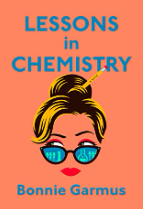 LESSONS
in
CHEMISTRY
Bonnie Garmus